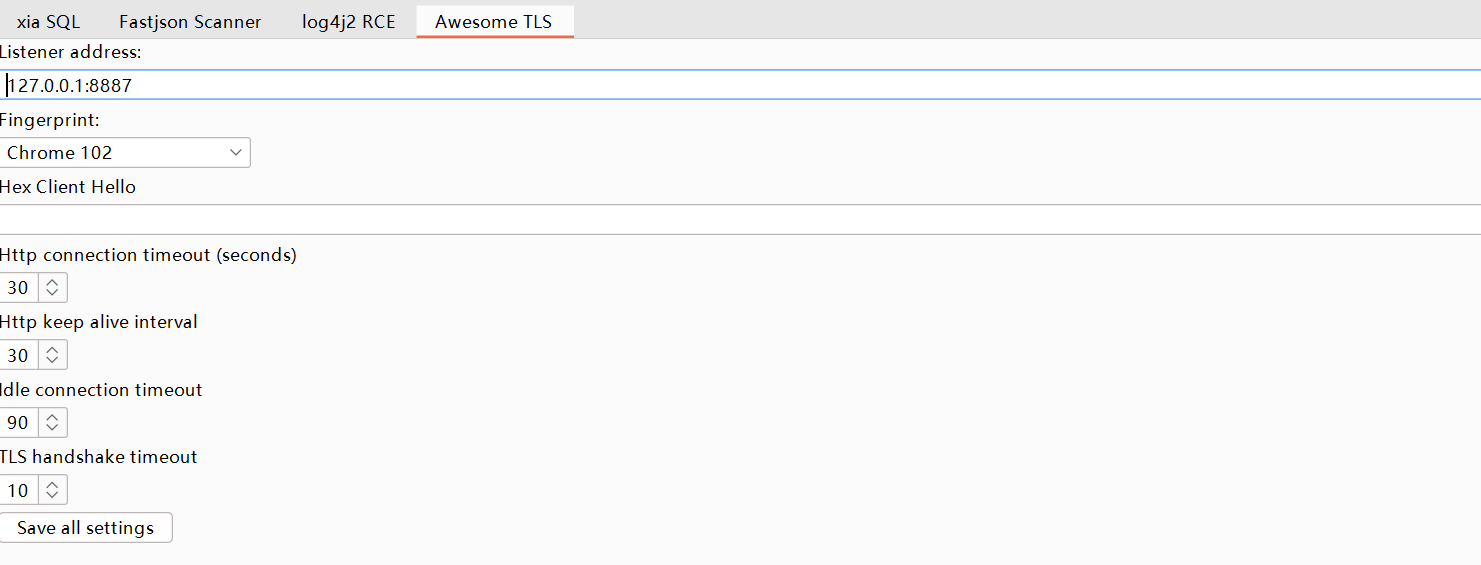 xia SQL Fastjson Scanner log4j2 RCE Awesome TLS
Listener address:
127.0.0.1:8887
Fingerprint:
Chrome 102
Hex Client Hello
Http connection timeout (seconds)
30
Http keep alive interval
30
Idle connection timeout
90
TLS handshake timeout
10
Save all settings